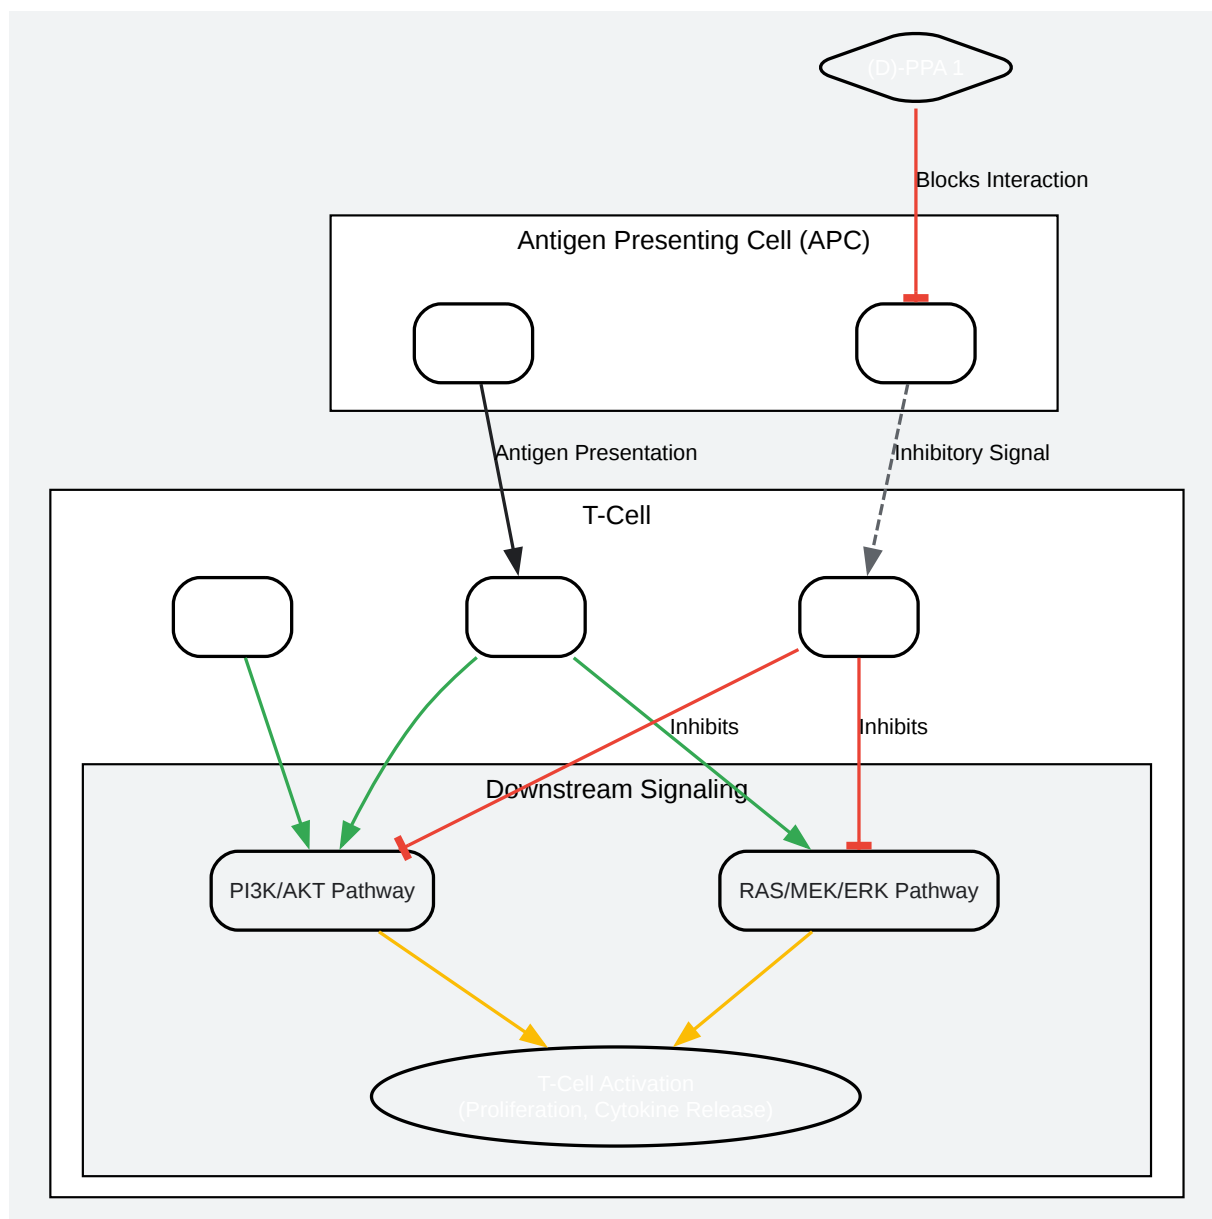 (D)-PPA 1
Blocks Interaction
Antigen Presenting Cell (APC)
Antigen Presentation
Inhibitory Signal
T-Cell
Inhibits
Inhibits
Downstream Signaling
PI3K/AKT Pathway
RAS/MEK/ERK Pathway
T-Cell Activation
(Proliferation, Cytokine Release)